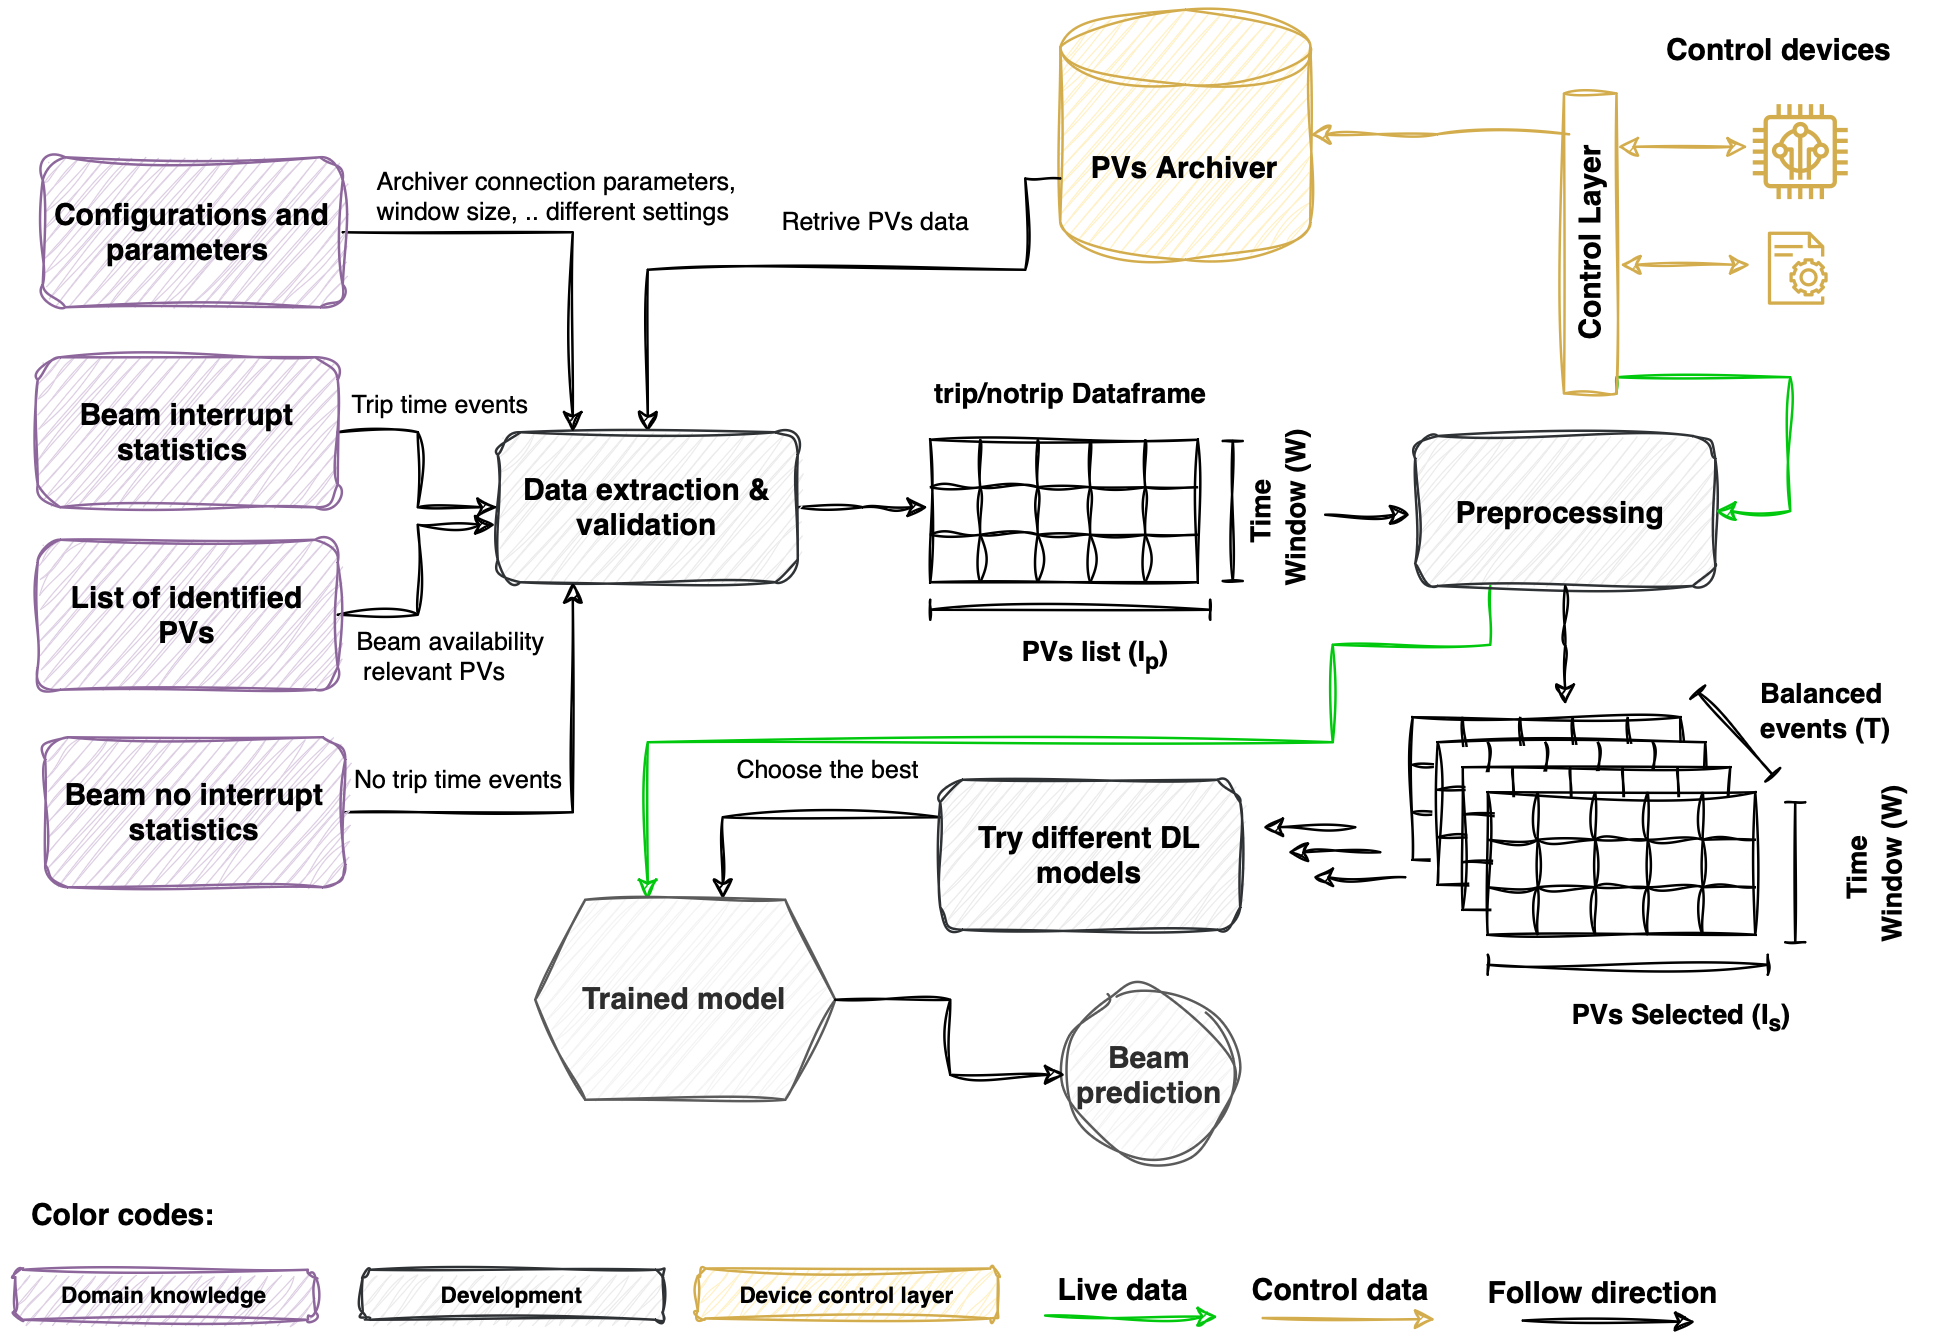 Control devices
PVs Archiver
Control Layer
Configurations and
parameters
Archiver connection parameters,
window size, .. different settings
Retrive PVs data
Beam interrupt
statistics
Trip time events
trip/notrip Dataframe
Data extraction &
validation
Time
Window (W)
Preprocessing
List of identified
PVs
Beam availability
relevant PVs
PVs list (Ip)
Balanced
events (T)
Beam no interrupt
statistics
No trip time events
Choose the best
Try different DL
models
Time
Window (W)
Trained model
PVs Selected (Is)
Beam
prediction
Color codes:
Domain knowledge
Development
Device control layer
Live data
Control data
Follow direction